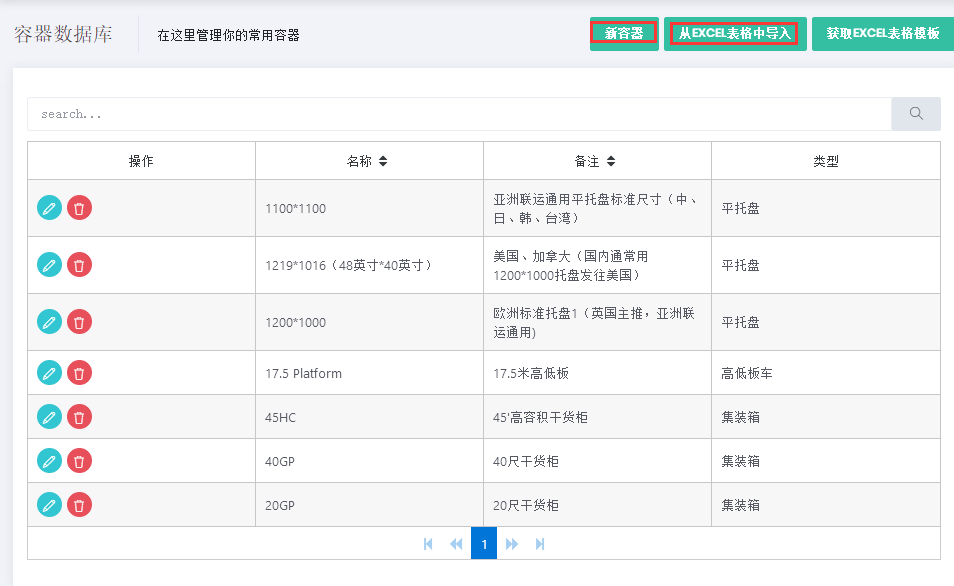 容器数据库
在这里管理你的常用容器
新容器
从EXCEL表格中导入
获取EXCEL表格模板
search...
操作
名称
备注
类型
1100*1100
亚洲联运通用平托盘标准尺寸（中、
日、韩、台湾）
平托盘
1219*1016（48英寸*40英寸）
美国、加拿大（国内通常用
1200*1000托盘发往美国）
平托盘
1200*1000
欧洲标准托盘1（英国主推，亚洲联
运通用)
平托盘
17.5 Platform
17.5米高低板
高低板车
45HC
45'高容积干货柜
集装箱
40GP
40尺干货柜
集装箱
20GP
20尺干货柜
集装箱
1